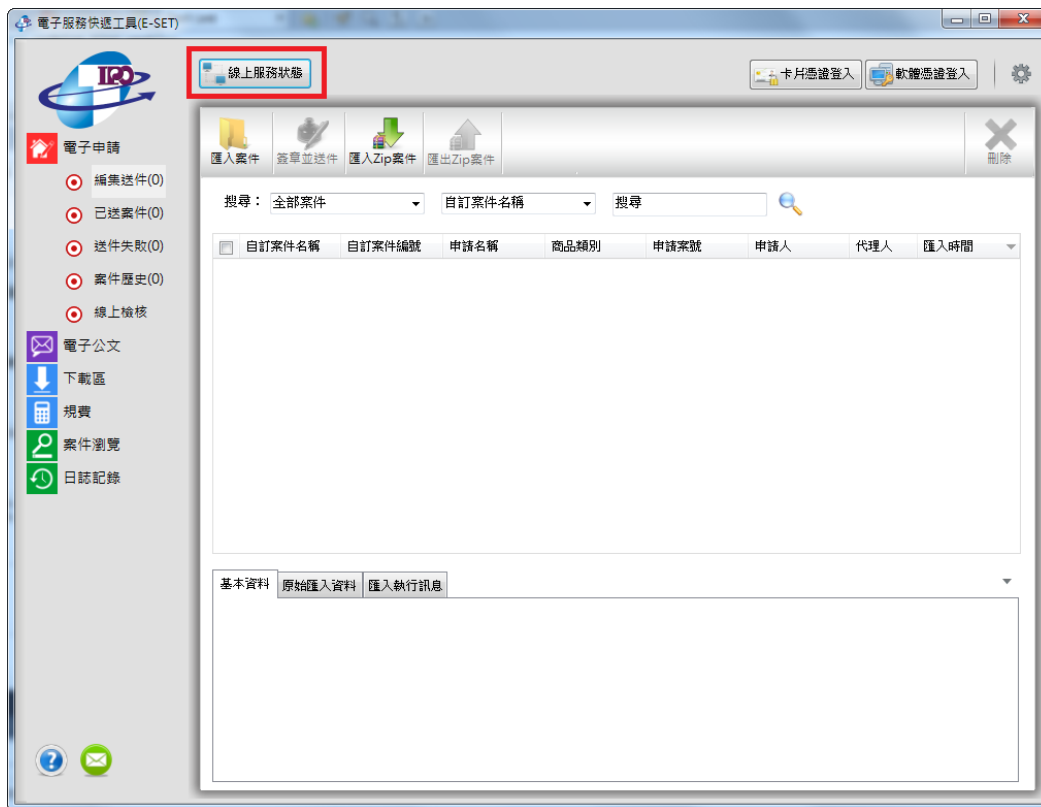 電子服務快遞工具(E-SET)
IPO
線上服務狀態
卡片憑證登入
軟體憑證登入
電子申請
編集送件(0)
已送案件(0)
送件失敗(0)
案件歷史(0)
線上檢核
電子公文
下載區
規費
案件瀏覽
日誌記錄
匯入案件
簽章並送件
匯入Zip案件
匯出Zip案件
刪除
搜尋： 全部案件 自訂案件名稱 搜尋
自訂案件名稱 自訂案件編號 申請名稱 商品類別 申請案號 申請人 代理人 匯入時間
基本資料 原始匯入資料 匯入執行訊息